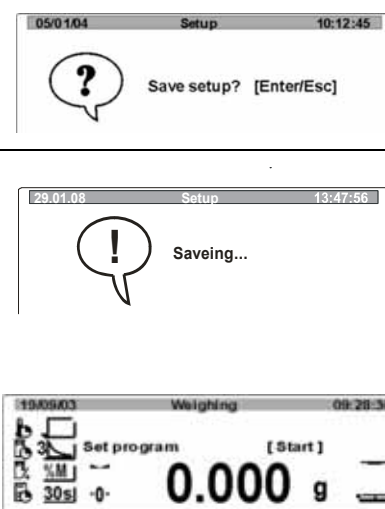 05/01/04 Setup 10:12:45
?
Save setup? [Enter/Esc]
29.01.08 Setup 13:47:56
!
Saveing...
19/09/03 Weighing 09:28:3
Set program [Start]
%M
30s -0- 0.000 g